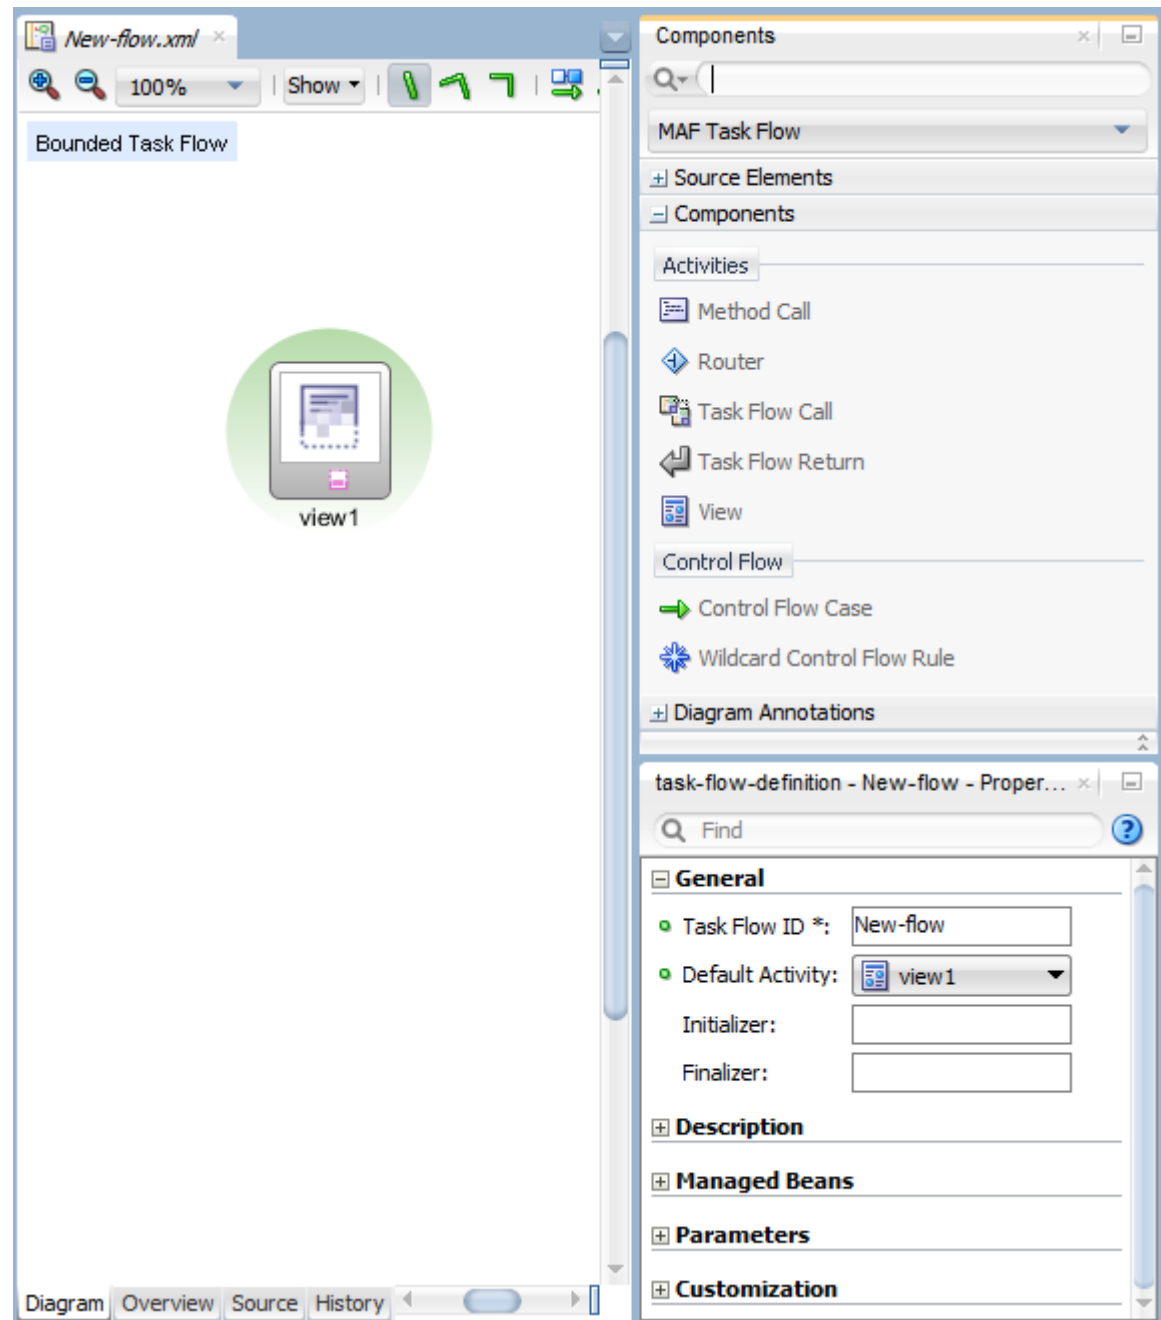 New-flow.xml
100%
Show
Bounded Task Flow
view1
Diagram Overview Source History
Components
MAF Task Flow
Source Elements
Components
Activities
Method Call
Router
Task Flow Call
Task Flow Return
View
Control Flow
Control Flow Case
Wildcard Control Flow Rule
Diagram Annotations
task-flow-definition - New-flow - Proper...
Find
General
Task Flow ID *: New-flow
Default Activity: view1
Initializer:
Finalizer:
Description
Managed Beans
Parameters
Customization